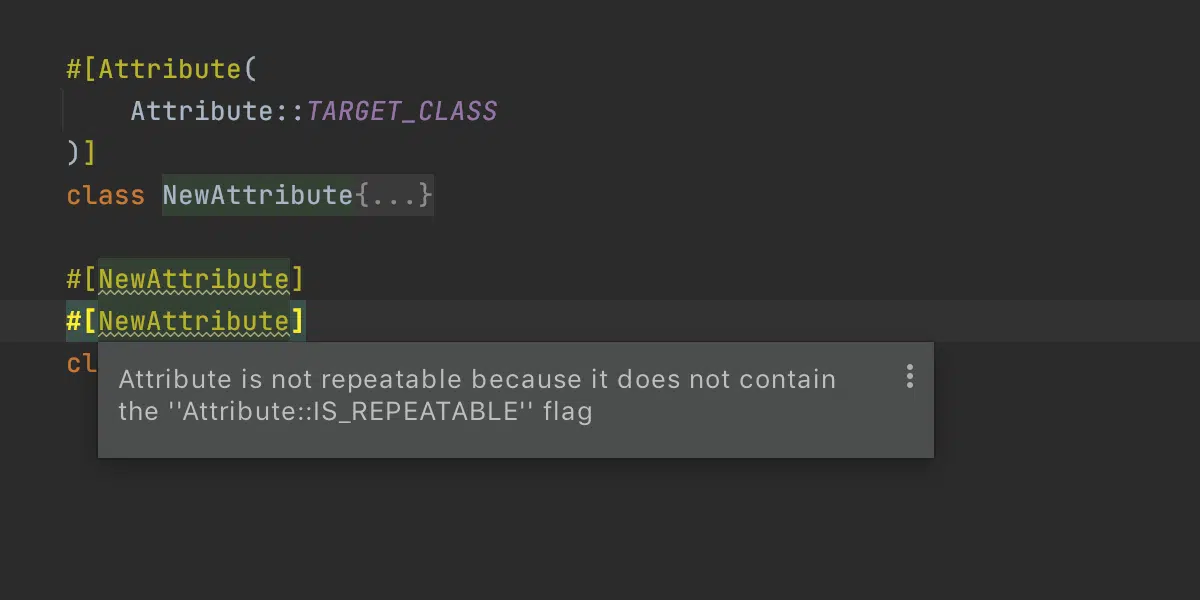 #[Attribute(
    Attribute::TARGET_CLASS
)]
class NewAttribute{...}
#[NewAttribute]
#[NewAttribute]
cl
Attribute is not repeatable because it does not contain
the ''Attribute::IS_REPEATABLE'' flag